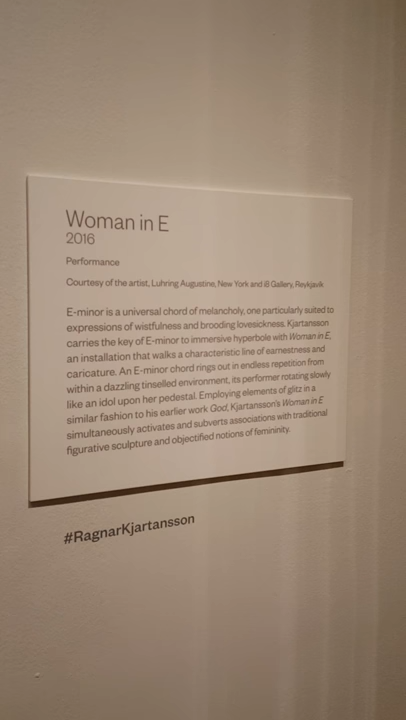 Woman in E
2016
Performance
Courtesy of the artist, Luhring Augustine, New York and i8 Gallery, Reykjavik
E-minor is a universal chord of melancholy, one particularly suited to
expressions of wistfulness and brooding lovesickness. Kjartansson
carries the key of E-minor to immersive hyperbole with Woman in E,
an installation that walks a characteristic line of earnestness and
caricature. An E-minor chord rings out in endless repetition from
within a dazzling tinselled environment, its performer rotating slowly
like an idol upon her pedestal. Employing elements of glitz in a
similar fashion to his earlier work God, Kjartansson's Woman in E
simultaneously activates and subverts associations with traditional
figurative sculpture and objectified notions of femininity.
#RagnarKjartansson